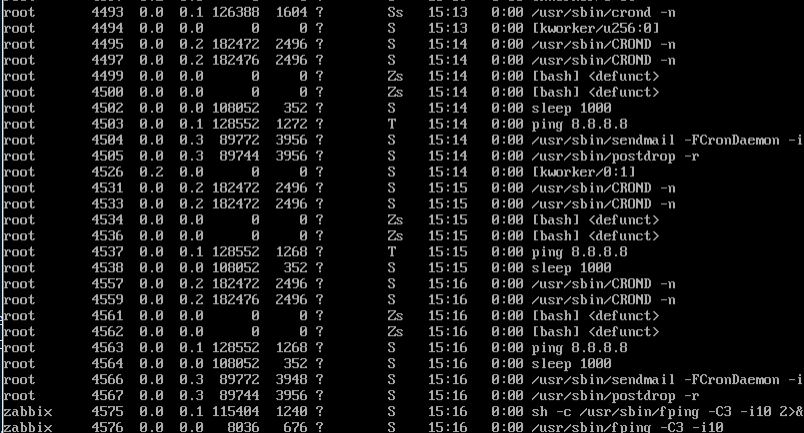 root 4493 0.0 0.1 126388 1604 ? Ss 15:13 0:00 /usr/sbin/crond -n
root 4494 0.0 0.0 0 0 ? S 15:13 0:00 [kworker/u256:0]
root 4495 0.0 0.2 182472 2496 ? S 15:14 0:00 /usr/sbin/CROND -n
root 4497 0.0 0.2 182476 2496 ? S 15:14 0:00 /usr/sbin/CROND -n
root 4499 0.0 0.0 0 0 ? Zs 15:14 0:00 [bash] <defunct>
root 4500 0.0 0.0 0 0 ? Zs 15:14 0:00 [bash] <defunct>
root 4502 0.0 0.0 108052 352 ? S 15:14 0:00 sleep 1000
root 4503 0.0 0.1 128552 1272 ? T 15:14 0:00 ping 8.8.8.8
root 4504 0.0 0.3 89772 3956 ? S 15:14 0:00 /usr/sbin/sendmail -FCronDaemon -i
root 4505 0.0 0.3 89744 3956 ? S 15:14 0:00 /usr/sbin/postdrop -r
root 4526 0.2 0.0 0 0 ? S 15:14 0:00 [kworker/0:1]
root 4531 0.0 0.2 182472 2496 ? S 15:15 0:00 /usr/sbin/CROND -n
root 4533 0.0 0.2 182476 2496 ? S 15:15 0:00 /usr/sbin/CROND -n
root 4534 0.0 0.0 0 0 ? Zs 15:15 0:00 [bash] <defunct>
root 4536 0.0 0.0 0 0 ? Zs 15:15 0:00 [bash] <defunct>
root 4537 0.0 0.1 128552 1268 ? T 15:15 0:00 ping 8.8.8.8
root 4538 0.0 0.0 108052 352 ? S 15:15 0:00 sleep 1000
root 4557 0.0 0.2 182472 2496 ? S 15:16 0:00 /usr/sbin/CROND -n
root 4559 0.0 0.2 182476 2496 ? S 15:16 0:00 /usr/sbin/CROND -n
root 4561 0.0 0.0 0 0 ? Zs 15:16 0:00 [bash] <defunct>
root 4562 0.0 0.0 0 0 ? Zs 15:16 0:00 [bash] <defunct>
root 4563 0.0 0.1 128552 1268 ? S 15:16 0:00 ping 8.8.8.8
root 4564 0.0 0.0 108052 352 ? S 15:16 0:00 sleep 1000
root 4566 0.0 0.3 89772 3948 ? S 15:16 0:00 /usr/sbin/sendmail -FCronDaemon -i
root 4567 0.0 0.3 89744 3956 ? S 15:16 0:00 /usr/sbin/postdrop -r
zabbix 4575 0.0 0.1 115404 1240 ? S 15:16 0:00 sh -c /usr/sbin/fping -C3 -i10 2>&
zabbix 4576 0.0 0.0 8036 676 ? S 15:16 0:00 /usr/sbin/fping -C3 -i10